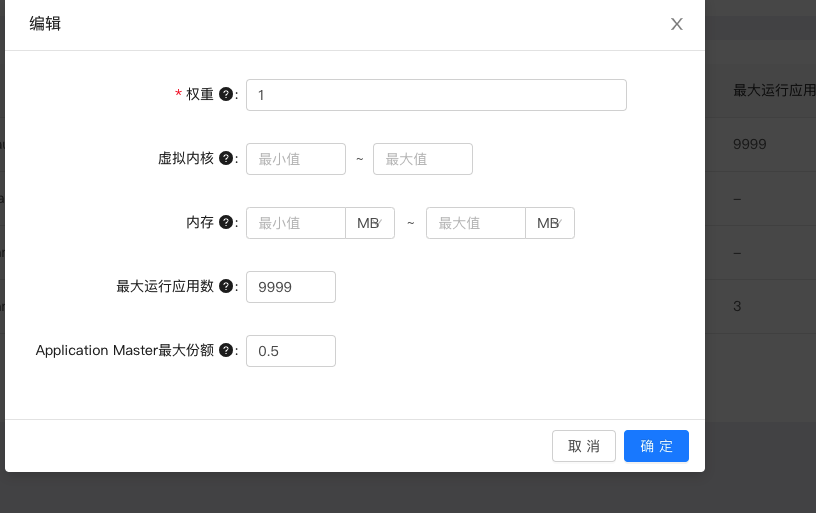 编辑
最大运行应用
* 权重 ? : 1
9999
虚拟内核 ? : 最小值 ~ 最大值
–
内存 ? : 最小值 MB ~ 最大值 MB
–
最大运行应用数 ? : 9999
3
Application Master最大份额 ? : 0.5
取 消 确 定